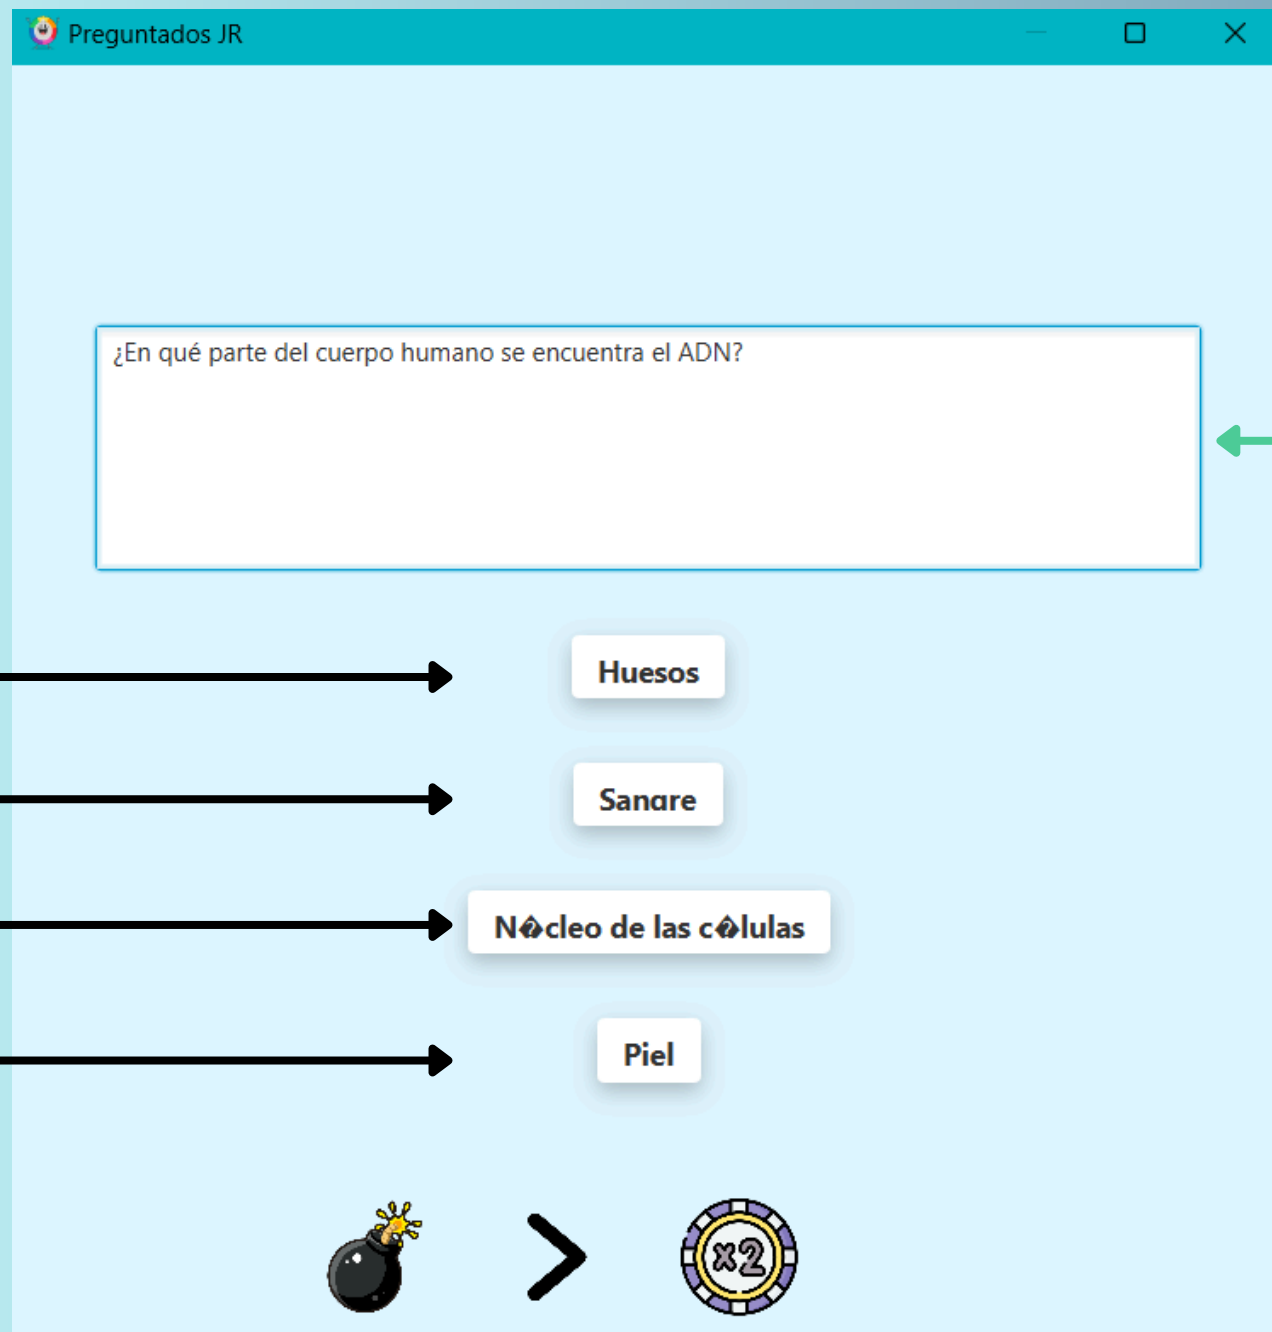 Preguntados JR
¿En qué parte del cuerpo humano se encuentra el ADN?
Huesos
Sangre
N�cleo de las c�lulas
Piel
x2